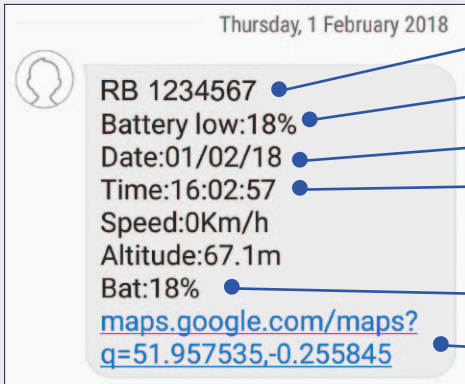 Thursday, 1 February 2018
RB 1234567
Battery low:18%
Date:01/02/18
Time:16:02:57
Speed:0Km/h
Altitude:67.1m
Bat:18%
maps.google.com/maps?
q=51.957535,-0.255845